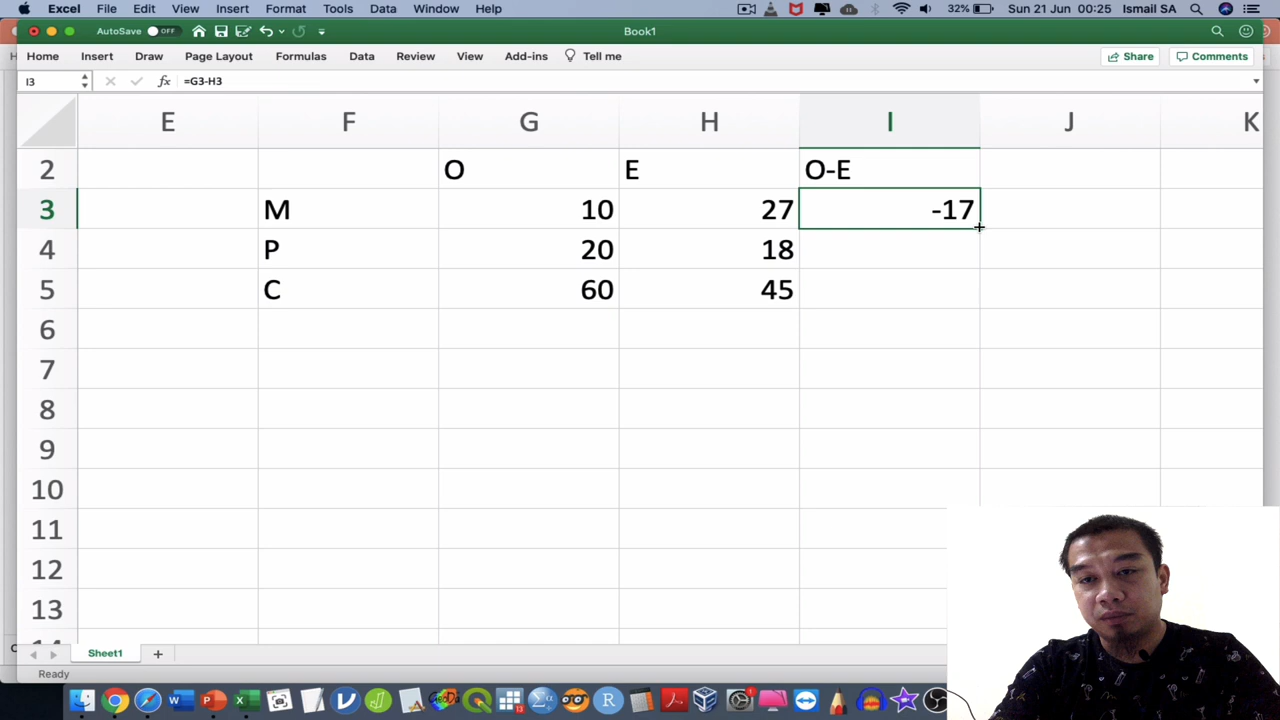 Excel File Edit View Insert Format Tools Data Window Help 32% Sun 21 Jun 00:25 Ismail SA
AutoSave OFF Book1
Home Insert Draw Page Layout Formulas Data Review View Add-ins Tell me Share Comments
I3 fx =G3-H3
E F G H I J K
2 O E O-E
3 M 10 27 -17
4 P 20 18
5 C 60 45
6
7
8
9
10
11
12
13
14
Sheet1 +
Ready